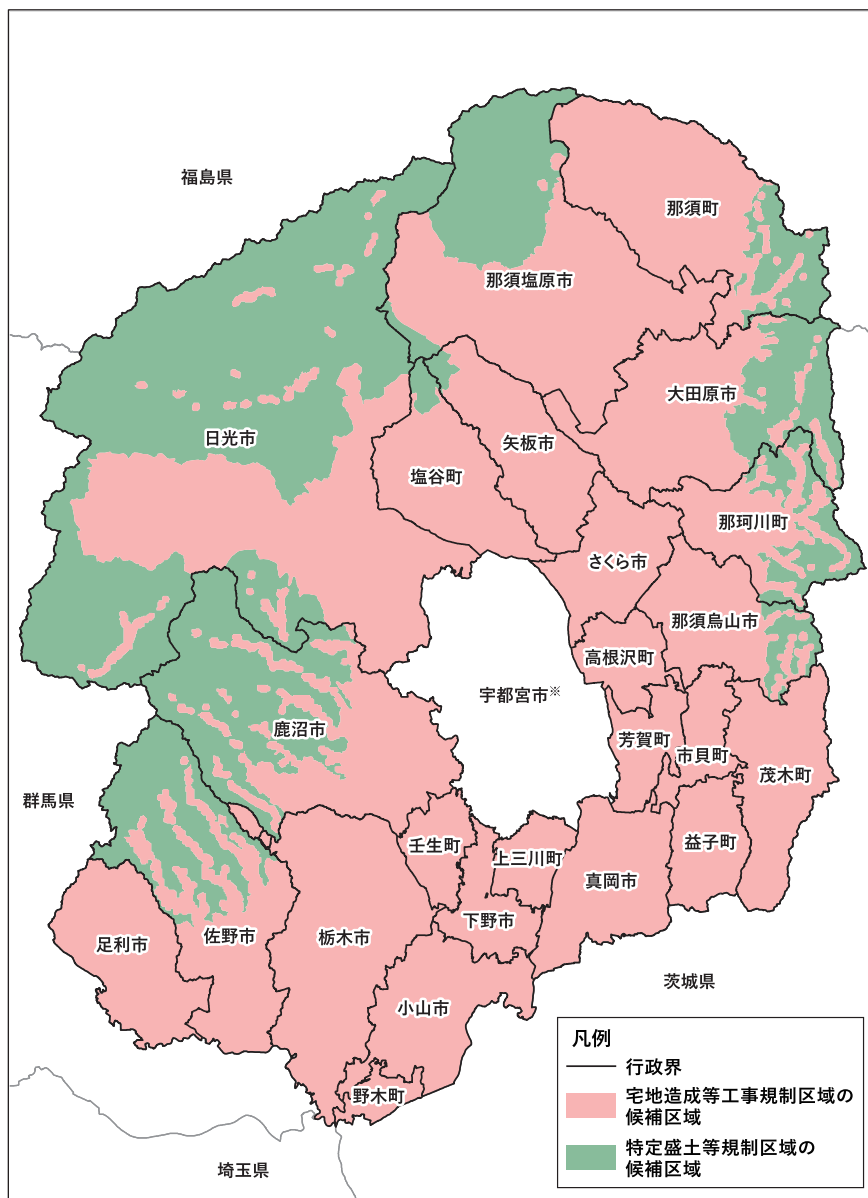 福島県
那須町
那須塩原市
大田原市
日光市
矢板市
塩谷町
那珂川町
さくら市
那須烏山市
高根沢町
宇都宮市※
鹿沼市
芳賀町
市貝町
茂木町
群馬県
壬生町
上三川町
益子町
真岡市
下野市
佐野市
栃木市
足利市
茨城県
小山市
野木町
埼玉県
凡例
行政界
宅地造成等工事規制区域の
候補区域
特定盛土等規制区域の
候補区域